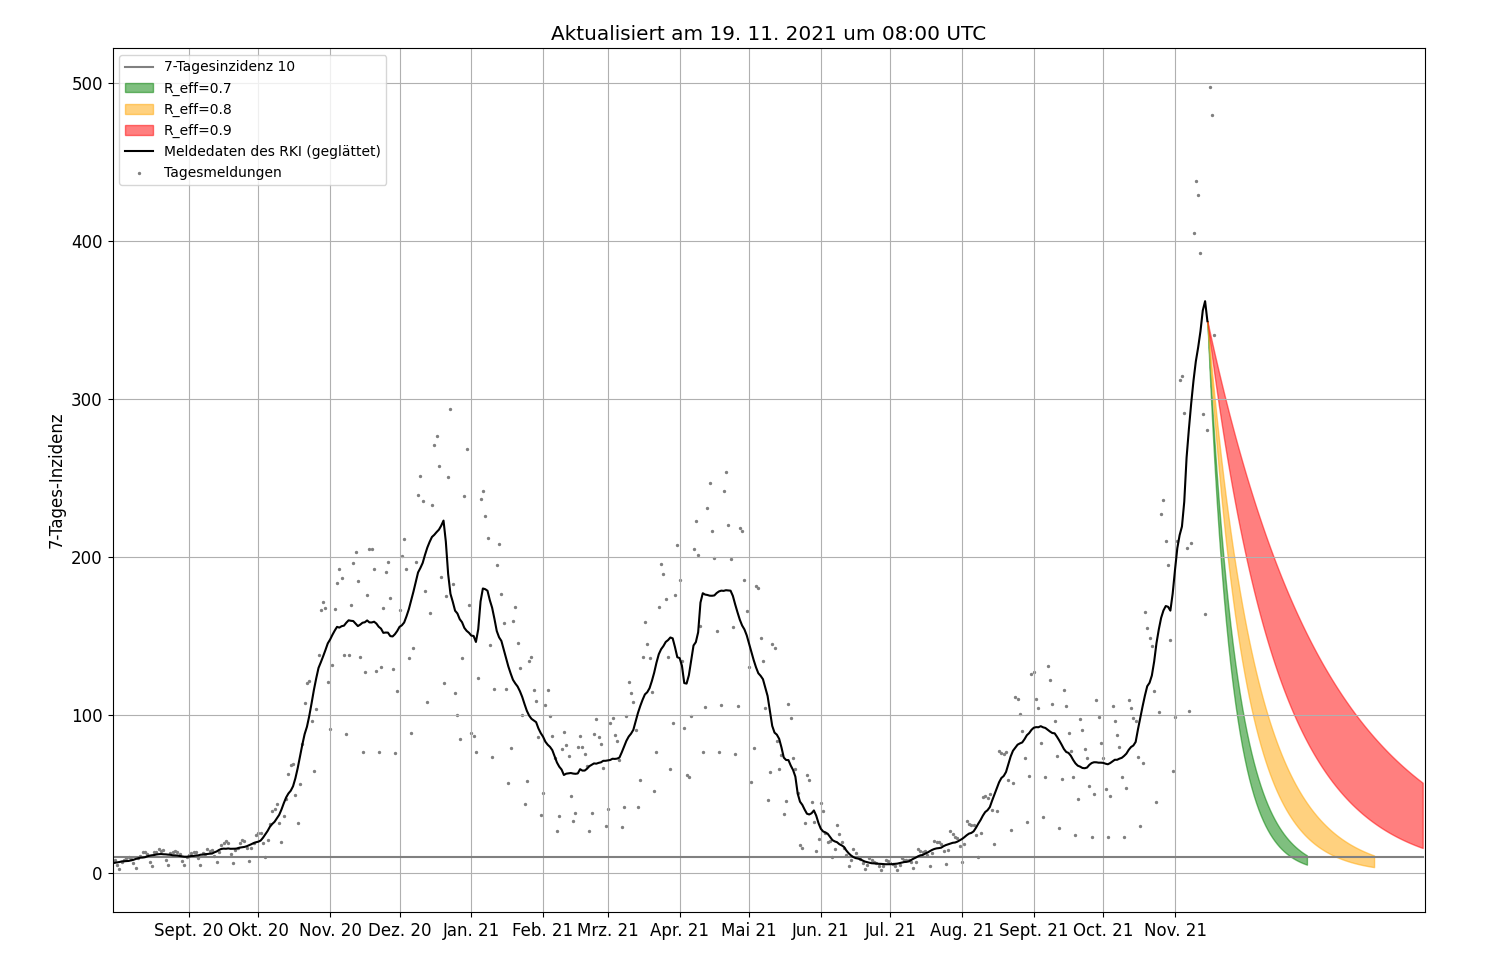 Aktualisiert am 19. 11. 2021 um 08:00 UTC
7-Tagesinzidenz 10
R_eff=0.7
R_eff=0.8
R_eff=0.9
Meldedaten des RKI (geglättet)
Tagesmeldungen
7-Tages-Inzidenz
500
400
300
200
100
0
Sept. 20 Okt. 20 Nov. 20 Dez. 20 Jan. 21 Feb. 21 Mrz. 21 Apr. 21 Mai 21 Jun. 21 Jul. 21 Aug. 21 Sept. 21 Oct. 21 Nov. 21